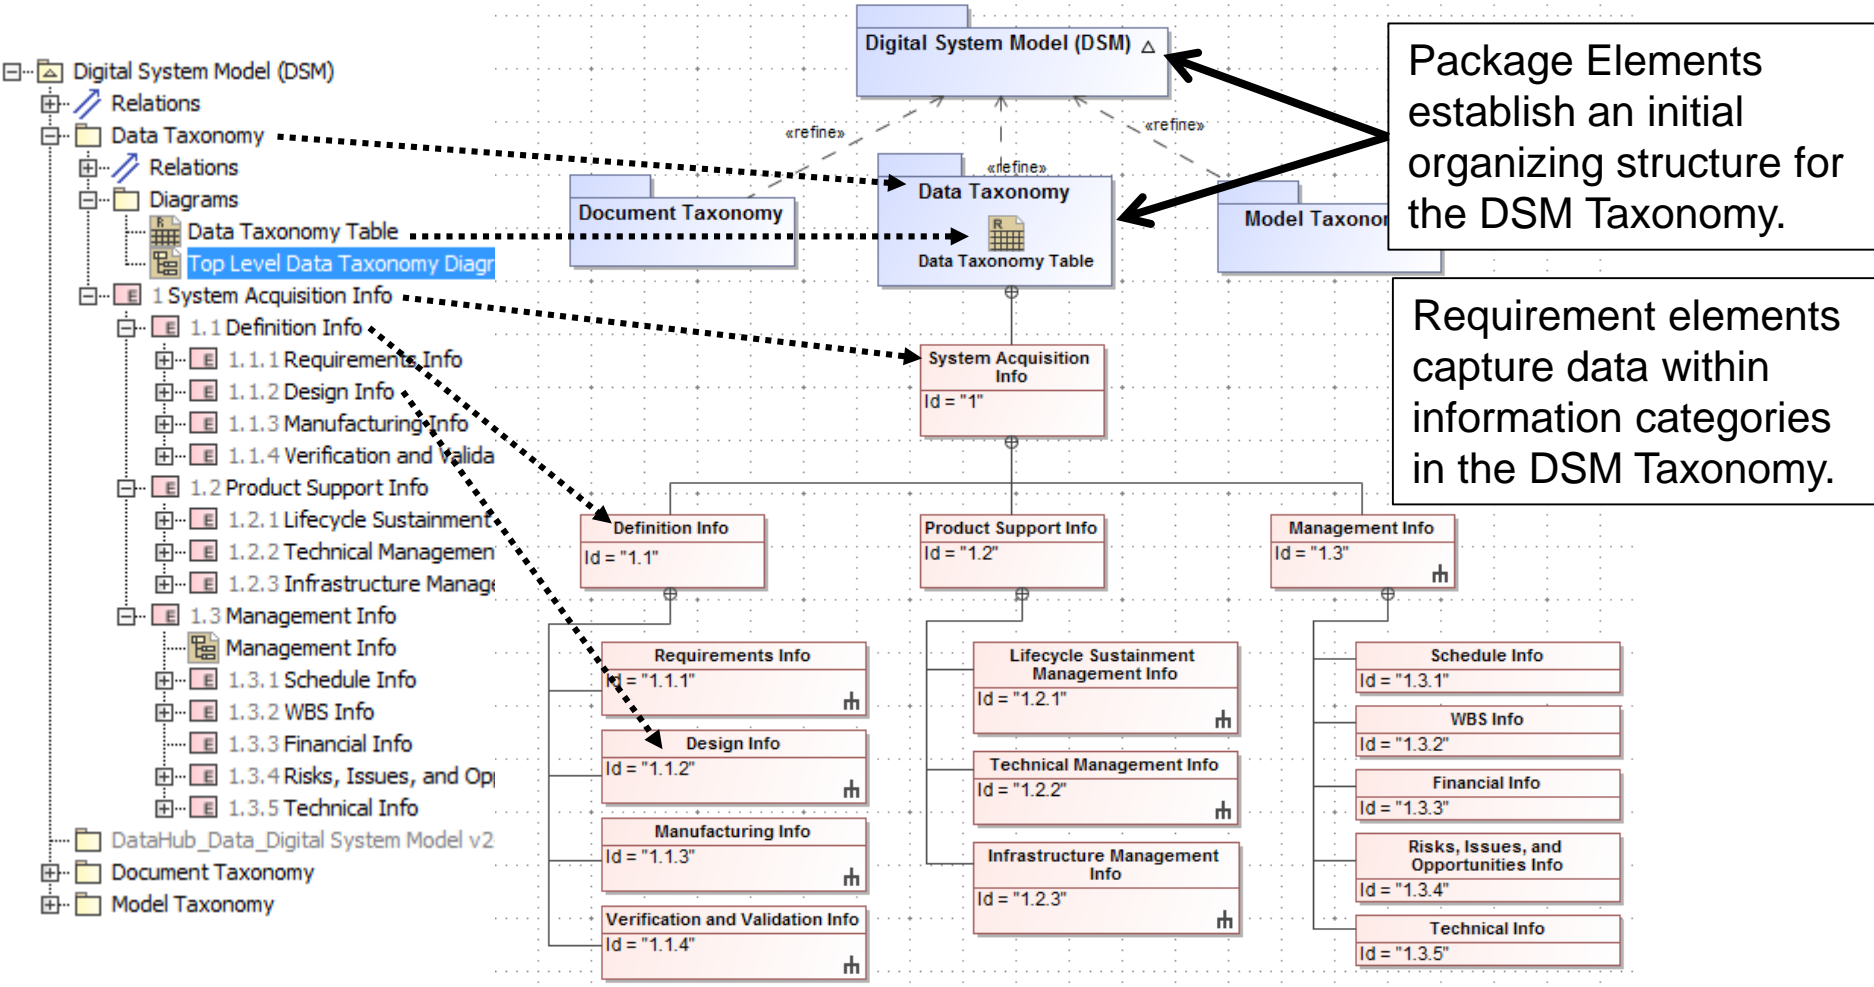 Digital System Model (DSM)
Relations
Data Taxonomy
Relations
Diagrams
Data Taxonomy Table
Top Level Data Taxonomy Diagr
1 System Acquisition Info
1.1 Definition Info
1.1.1 Requirements Info
1.1.2 Design Info
1.1.3 Manufacturing Info
1.1.4 Verification and Valida
1.2 Product Support Info
1.2.1 Lifecycle Sustainment
1.2.2 Technical Managemen
1.2.3 Infrastructure Manage
1.3 Management Info
Management Info
1.3.1 Schedule Info
1.3.2 WBS Info
1.3.3 Financial Info
1.3.4 Risks, Issues, and Opp
1.3.5 Technical Info
DataHub_Data_Digital System Model v2
Document Taxonomy
Model Taxonomy
Digital System Model (DSM)
«refine»
«refine»
«refine»
Document Taxonomy
Data Taxonomy
R
Data Taxonomy Table
Model Taxonor
System Acquisition
Info
Id = "1"
Definition Info
Id = "1.1"
Product Support Info
Id = "1.2"
Management Info
Id = "1.3"
Requirements Info
Id = "1.1.1"
Design Info
Id = "1.1.2"
Manufacturing Info
Id = "1.1.3"
Verification and Validation Info
Id = "1.1.4"
Lifecycle Sustainment
Management Info
Id = "1.2.1"
Technical Management Info
Id = "1.2.2"
Infrastructure Management
Info
Id = "1.2.3"
Schedule Info
Id = "1.3.1"
WBS Info
Id = "1.3.2"
Financial Info
Id = "1.3.3"
Risks, Issues, and
Opportunities Info
Id = "1.3.4"
Technical Info
Id = "1.3.5"
Package Elements
establish an initial
organizing structure for
the DSM Taxonomy.
Requirement elements
capture data within
information categories
in the DSM Taxonomy.